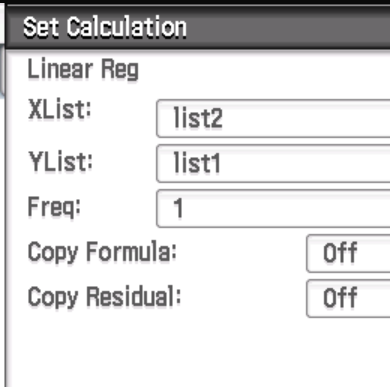 Set Calculation
Linear Reg
XList: list2
YList: list1
Freq: 1
Copy Formula: Off
Copy Residual: Off